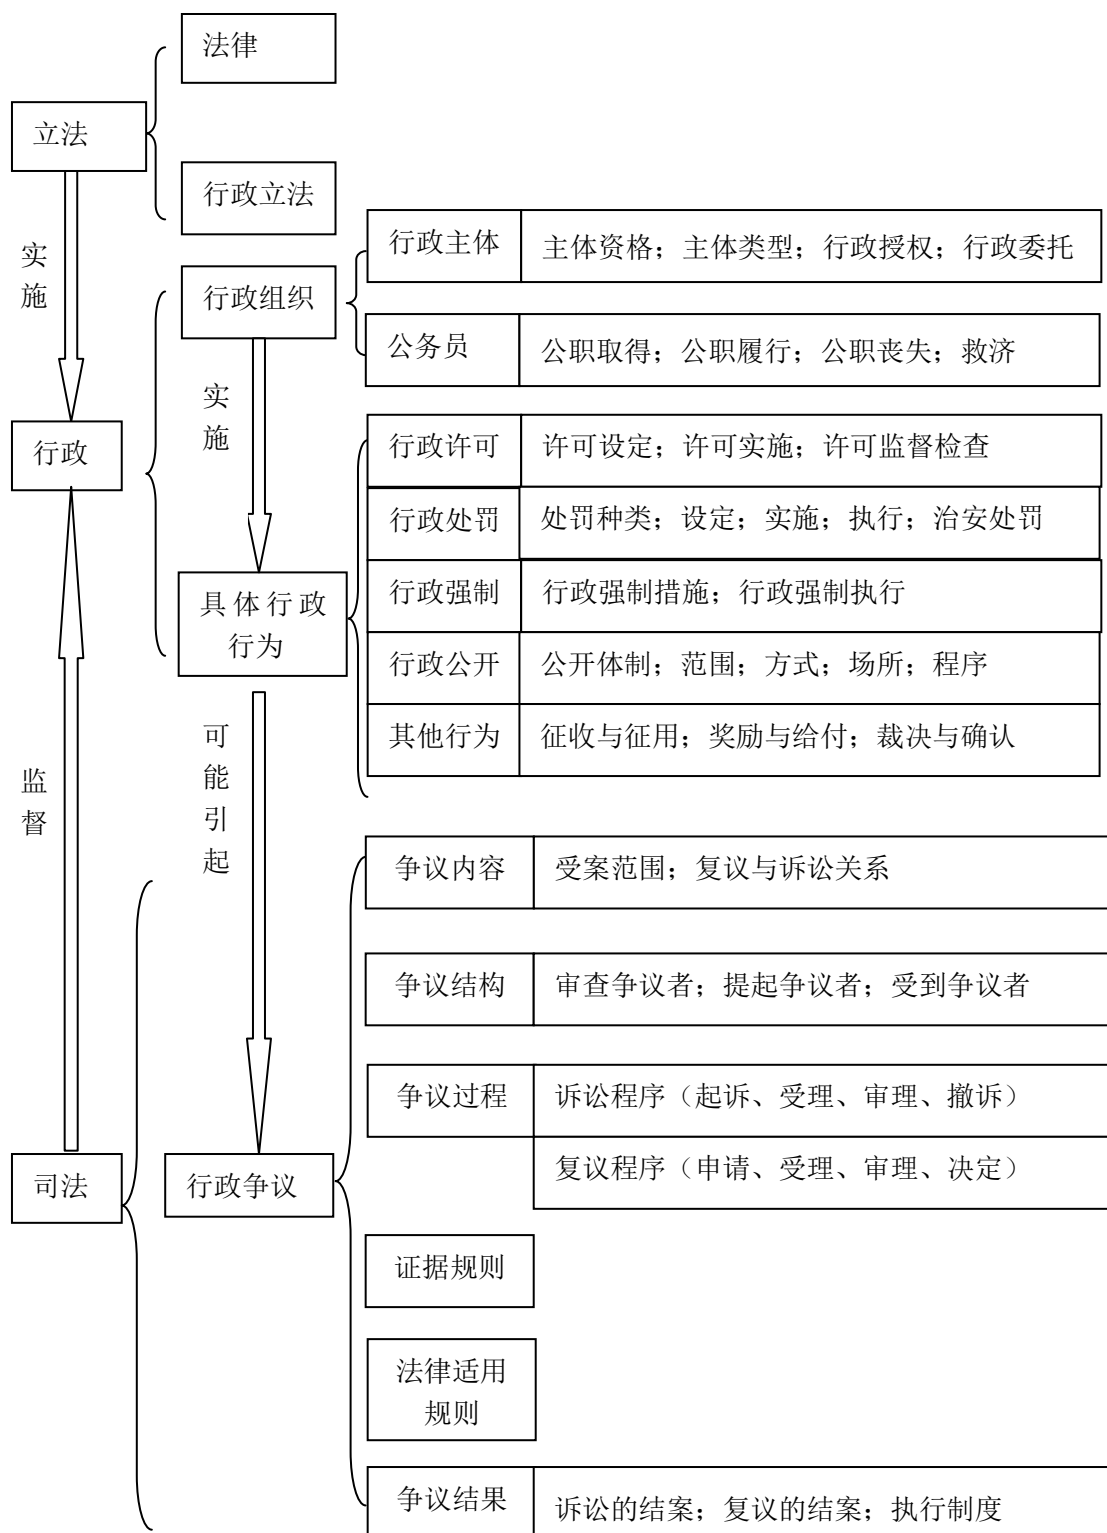 法律
立法
行政立法
实施
行政主体 主体资格；主体类型；行政授权；行政委托
行政组织
公务员 公职取得；公职履行；公职丧失；救济
实施
行政
行政许可 许可设定；许可实施；许可监督检查
行政处罚 处罚种类；设定；实施；执行；治安处罚
具体行政
行为
行政强制 行政强制措施；行政强制执行
行政公开 公开体制；范围；方式；场所；程序
其他行为 征收与征用；奖励与给付；裁决与确认
可能引起
监督
争议内容 受案范围；复议与诉讼关系
争议结构 审查争议者；提起争议者；受到争议者
争议过程 诉讼程序（起诉、受理、审理、撤诉）
复议程序（申请、受理、审理、决定）
司法
行政争议
证据规则
法律适用
规则
争议结果 诉讼的结案；复议的结案；执行制度